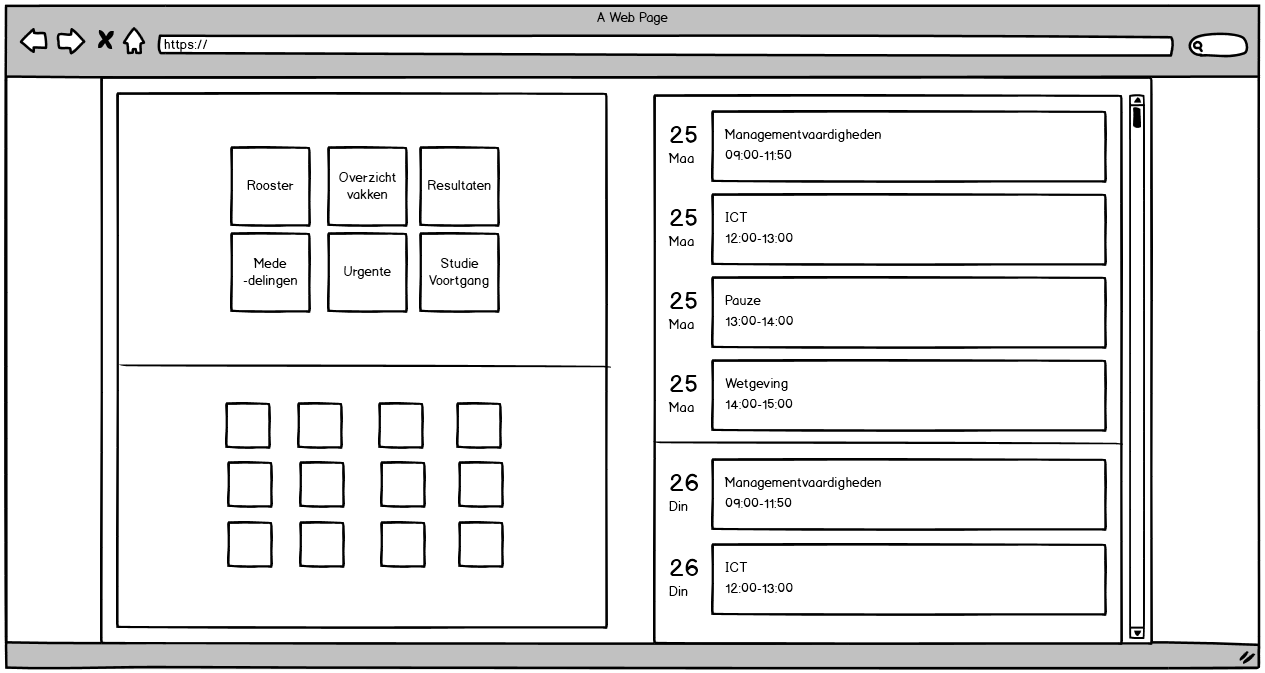 A Web Page
https://
Rooster
Overzicht
vakken
Resultaten
Mede
-delingen
Urgente
Studie
Voortgang
25
Maa
Managementvaardigheden
09:00-11:50
25
Maa
ICT
12:00-13:00
25
Maa
Pauze
13:00-14:00
25
Maa
Wetgeving
14:00-15:00
26
Din
Managementvaardigheden
09:00-11:50
26
Din
ICT
12:00-13:00